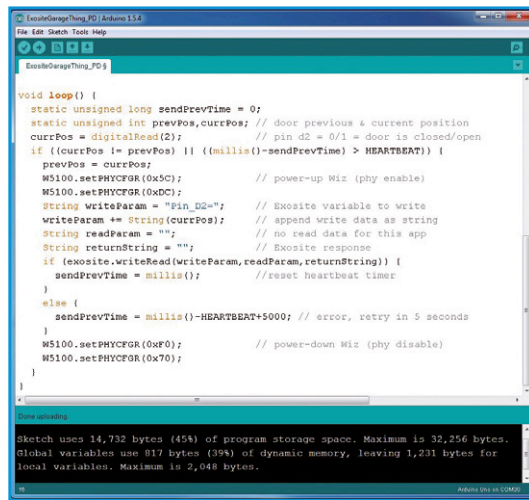 ExositeGarageThing_PD | Arduino 1.5.4
File Edit Sketch Tools Help
ExositeGarageThing_PD §
void loop() {
static unsigned long sendPrevTime = 0;
static unsigned int prevPos,currPos; // door previous & current position
currPos = digitalRead(2); // pin d2 = 0/1 = door is closed/open
if ((currPos != prevPos) || ((millis()-sendPrevTime) > HEARTBEAT)) {
prevPos = currPos;
W5100.setPHYCFGR(0x5C); // power-up Wiz (phy enable)
W5100.setPHYCFGR(0xDC);
String writeParam = "Pin_D2="; // Exosite variable to write
writeParam += String(currPos); // append write data as string
String readParam = ""; // no read data for this app
String returnString = ""; // Exosite response
if (exosite.writeRead(writeParam,readParam,returnString)) {
sendPrevTime = millis(); //reset heartbeat timer
}
else {
sendPrevTime = millis()-HEARTBEAT+5000; // error, retry in 5 seconds
}
W5100.setPHYCFGR(0xF0); // power-down Wiz (phy disable)
W5100.setPHYCFGR(0x70);
}
}
Done uploading.
Sketch uses 14,732 bytes (45%) of program storage space. Maximum is 32,256 bytes.
Global variables use 817 bytes (39%) of dynamic memory, leaving 1,231 bytes for
local variables. Maximum is 2,048 bytes.
Arduino Uno on COM30